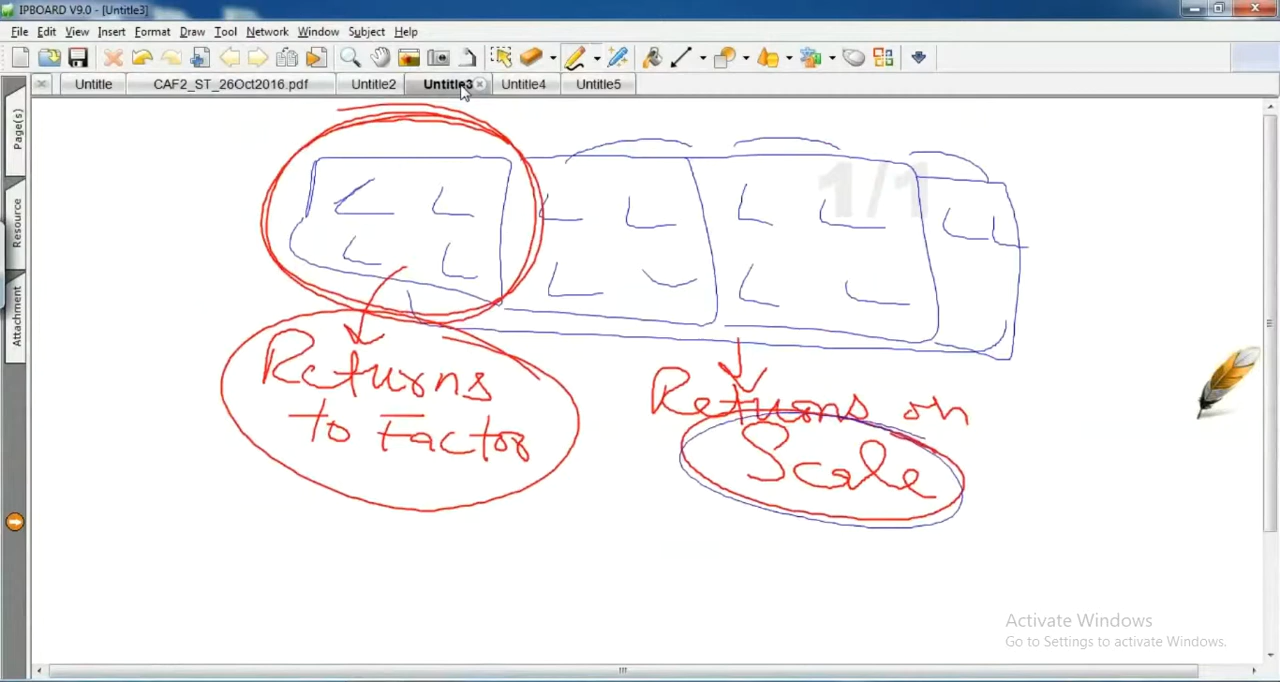 IPBOARD V9.0 - [Untitle3]
File Edit View Insert Format Draw Tool Network Window Subject Help
Untitle CAF2_ST_26Oct2016.pdf Untitle2 Untitle3 Untitle4 Untitle5
Page(s)
Resource
Attachment
1/1
L L L L L L L L
L L L L L
Returns
to Factor
Returns on
Scale
Activate Windows
Go to Settings to activate Windows.